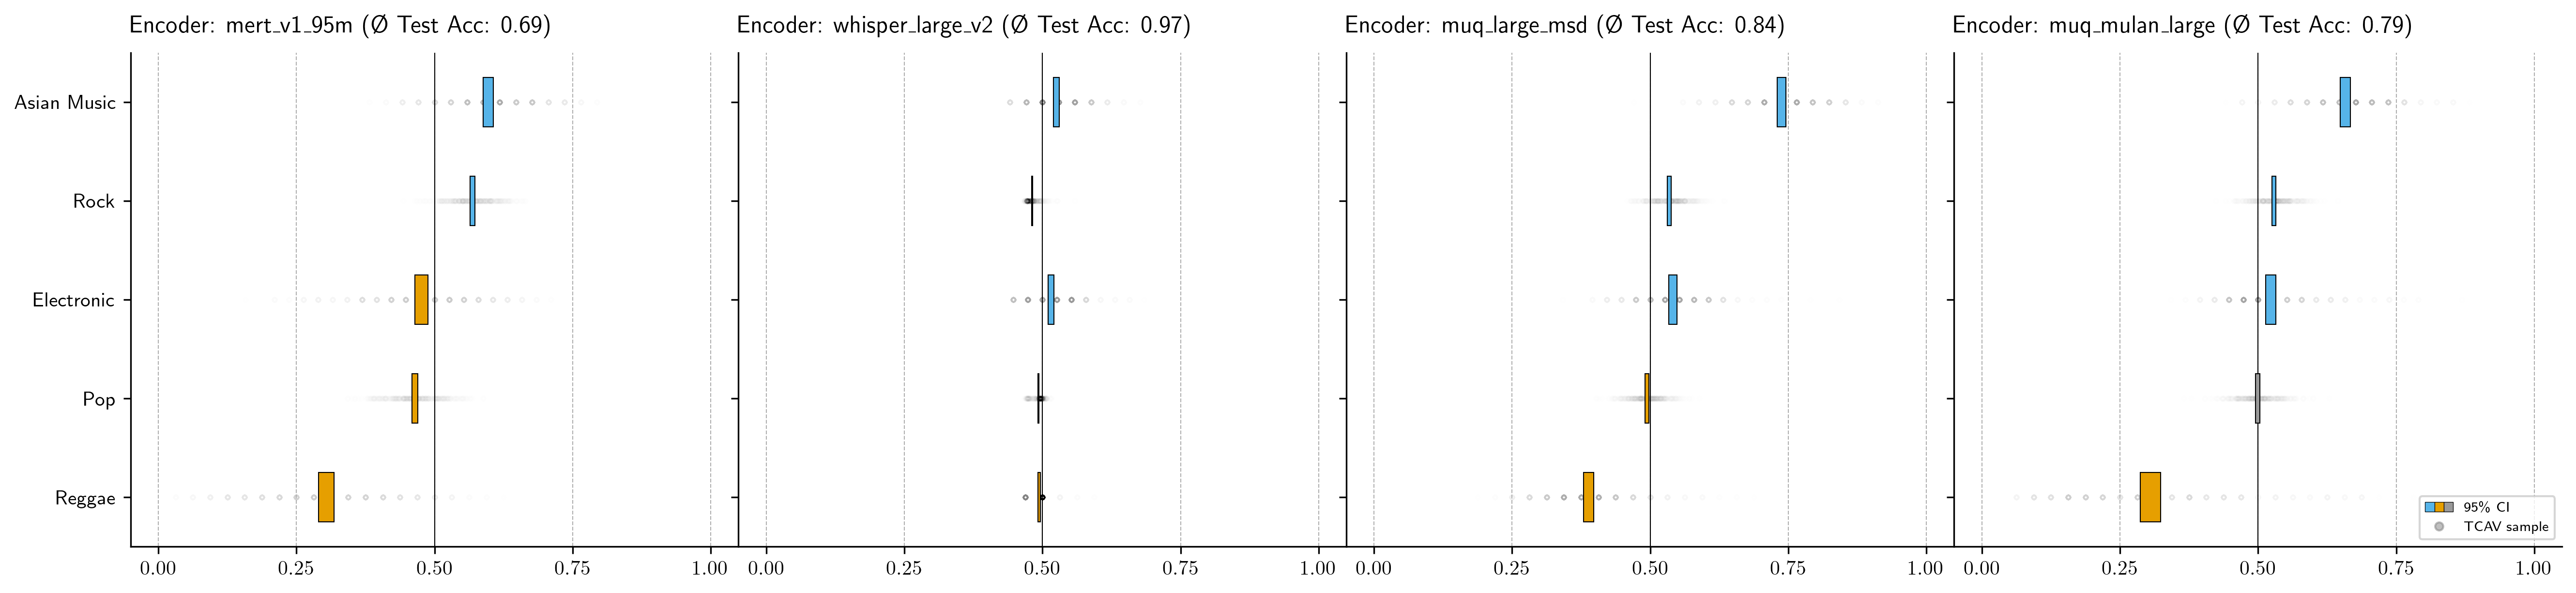 Encoder: mert_v1_95m (Ø Test Acc: 0.69)
Encoder: whisper_large_v2 (Ø Test Acc: 0.97)
Encoder: muq_large_msd (Ø Test Acc: 0.84)
Encoder: muq_mulan_large (Ø Test Acc: 0.79)
Asian Music
Rock
Electronic
Pop
Reggae
95% CI
TCAV sample
0.00 0.25 0.50 0.75 1.00
0.00 0.25 0.50 0.75 1.00
0.00 0.25 0.50 0.75 1.00
0.00 0.25 0.50 0.75 1.00